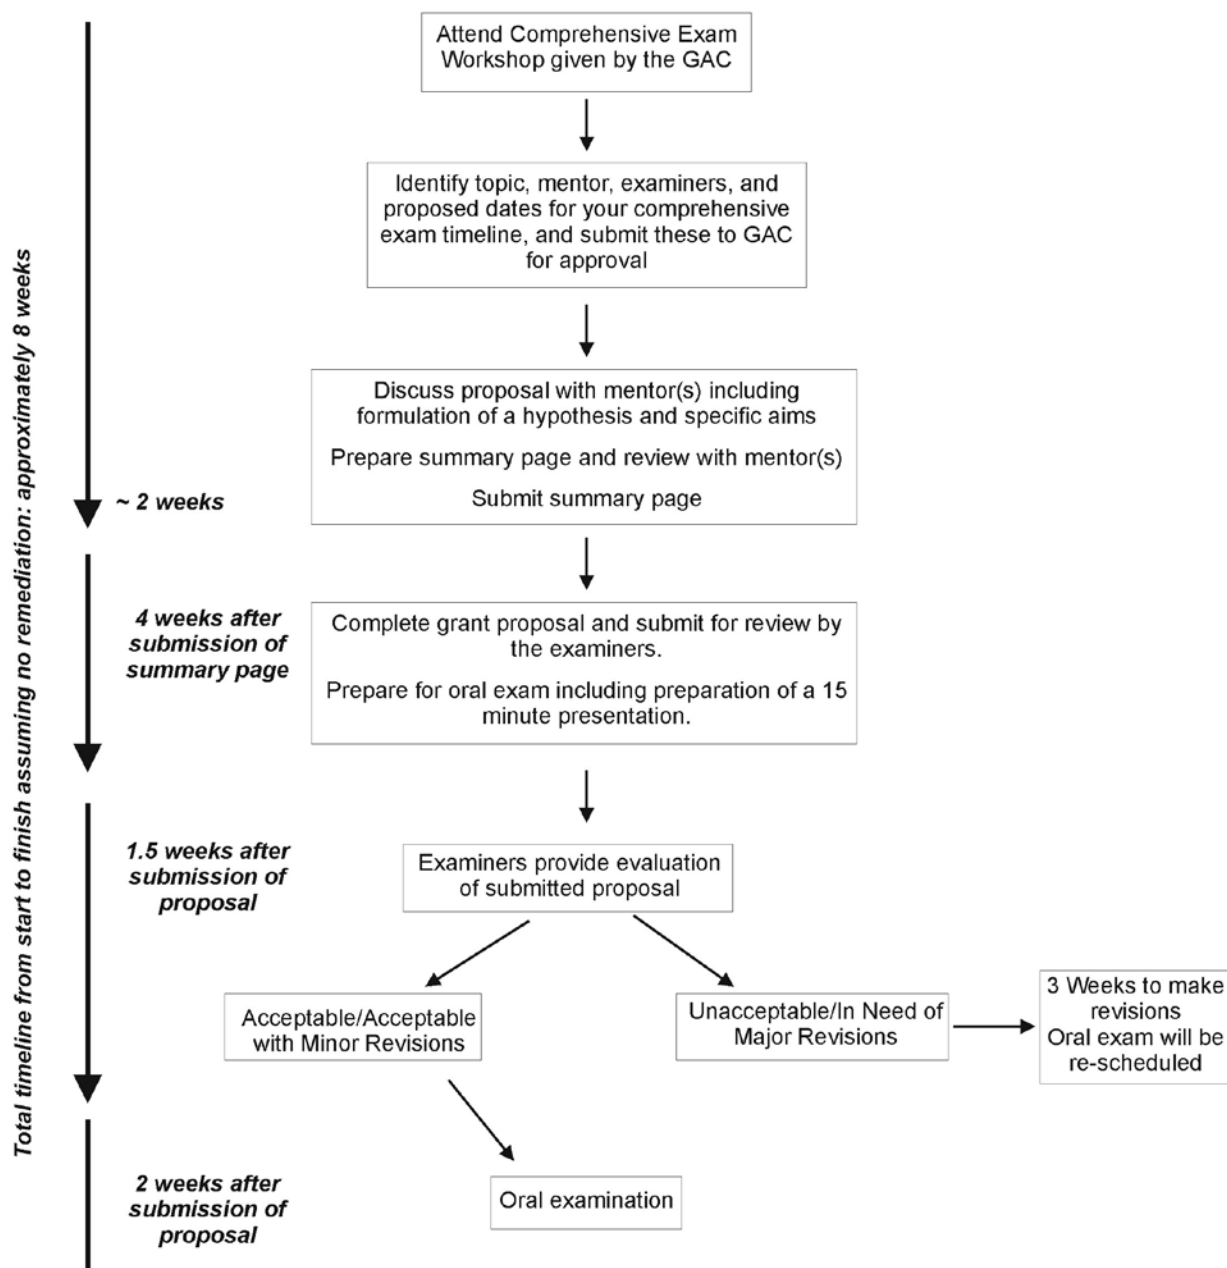 Attend Comprehensive Exam
Workshop given by the GAC
Identify topic, mentor, examiners, and
proposed dates for your comprehensive
exam timeline, and submit these to GAC
for approval
Total timeline from start to finish assuming no remediation: approximately 8 weeks
Discuss proposal with mentor(s) including
formulation of a hypothesis and specific aims
Prepare summary page and review with mentor(s)
Submit summary page
~ 2 weeks
4 weeks after
submission of
summary page
Complete grant proposal and submit for review by
the examiners.
Prepare for oral exam including preparation of a 15
minute presentation.
1.5 weeks after
submission of
proposal
Examiners provide evaluation
of submitted proposal
Acceptable/Acceptable
with Minor Revisions
Unacceptable/In Need of
Major Revisions
3 Weeks to make
revisions
Oral exam will be
re-scheduled
2 weeks after
submission of
proposal
Oral examination